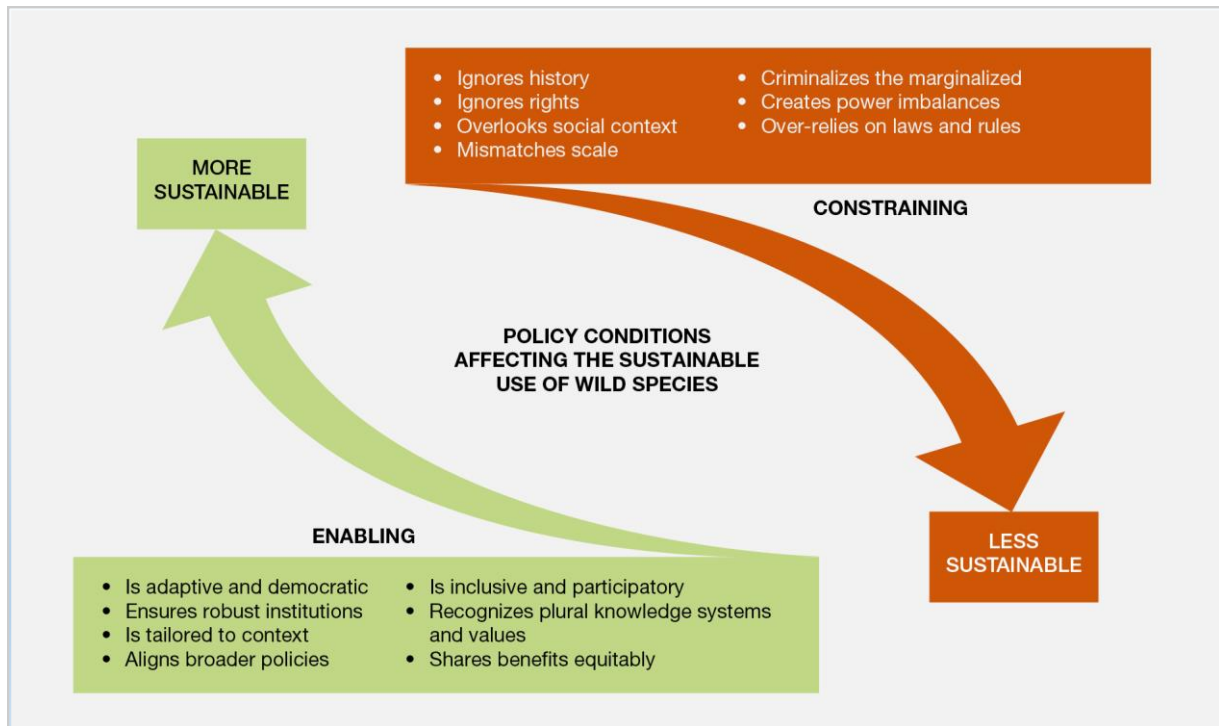 • Ignores history
• Ignores rights
• Overlooks social context
• Mismatches scale
• Criminalizes the marginalized
• Creates power imbalances
• Over-relies on laws and rules
MORE
SUSTAINABLE
CONSTRAINING
POLICY CONDITIONS
AFFECTING THE SUSTAINABLE
USE OF WILD SPECIES
ENABLING
• Is adaptive and democratic
• Ensures robust institutions
• Is tailored to context
• Aligns broader policies
• Is inclusive and participatory
• Recognizes plural knowledge systems
and values
• Shares benefits equitably
LESS
SUSTAINABLE